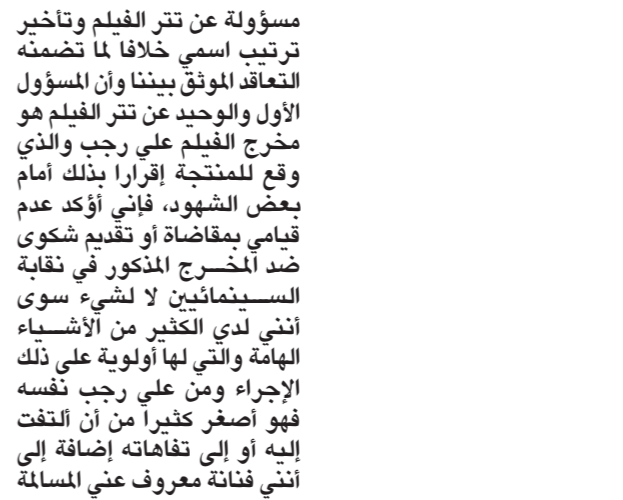 مسؤولة عن تتر الفيلم وتأخير
ترتيب اسمي خلافا لما تضمنه
التعاقد الموثق بيننا وأن المسؤول
الأول والوحيد عن تتر الفيلم هو
مخرج الفيلم علي رجب والذي
وقع للمنتجة إقرارا بذلك أمام
بعض الشهود، فإني أؤكد عدم
قيامي بمقاضاة أو تقديم شكوى
ضد المخـــرج المذكور في نقابة
الســـينمائيين لا لشيء سوى
أنني لدي الكثير من الأشـــياء
الهامة والتي لها أولوية على ذلك
الإجراء ومن علي رجب نفسه
فهو أصغر كثيرا من أن ألتفت
إليه أو إلى تفاهاته إضافة إلى
أنني فنانة معروف عني المسالمة